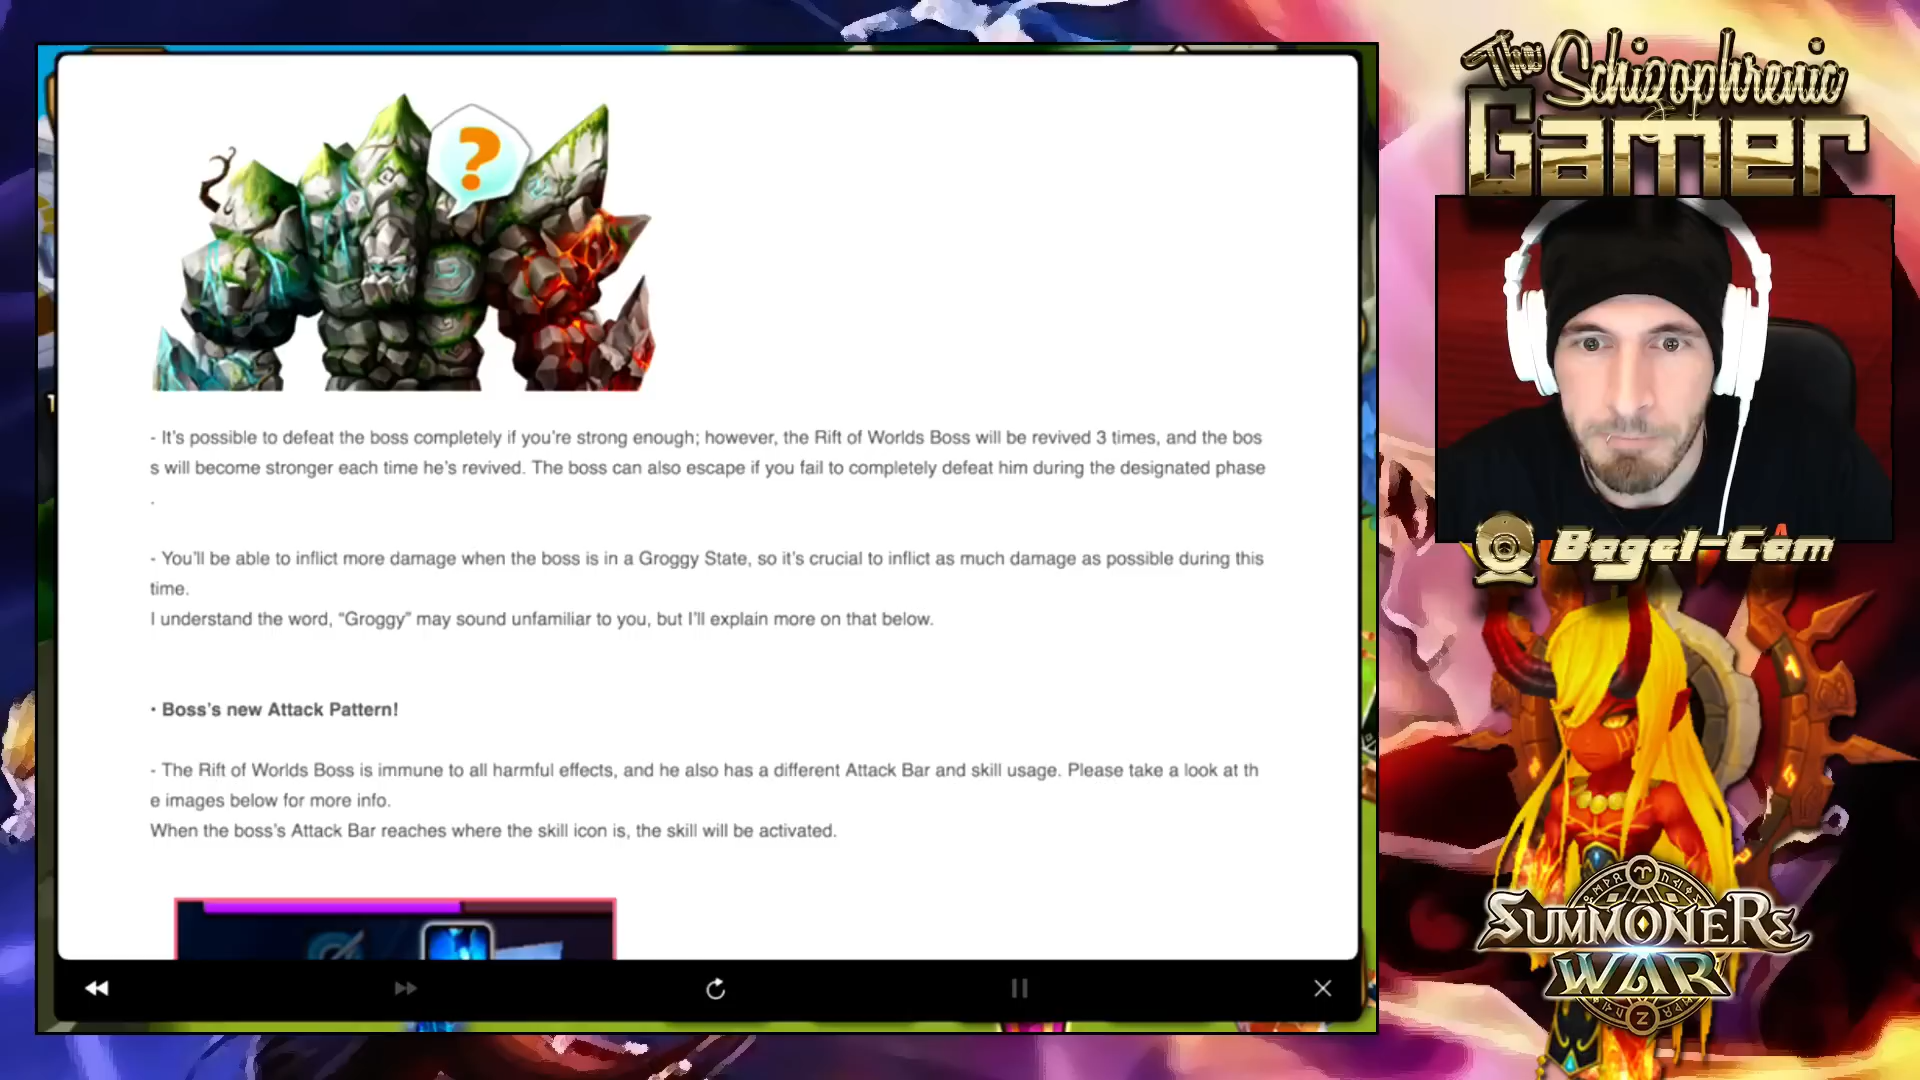 The Schizophrenic
Gamer
?
- It's possible to defeat the boss completely if you're strong enough; however, the Rift of Worlds Boss will be revived 3 times, and the bos
s will become stronger each time he's revived. The boss can also escape if you fail to completely defeat him during the designated phase
.
- You'll be able to inflict more damage when the boss is in a Groggy State, so it's crucial to inflict as much damage as possible during this
time.
I understand the word, “Groggy” may sound unfamiliar to you, but I'll explain more on that below.
• Boss's new Attack Pattern!
- The Rift of Worlds Boss is immune to all harmful effects, and he also has a different Attack Bar and skill usage. Please take a look at th
e images below for more info.
When the boss's Attack Bar reaches where the skill icon is, the skill will be activated.
Bagel-Cam
SUMMONERS
WAR